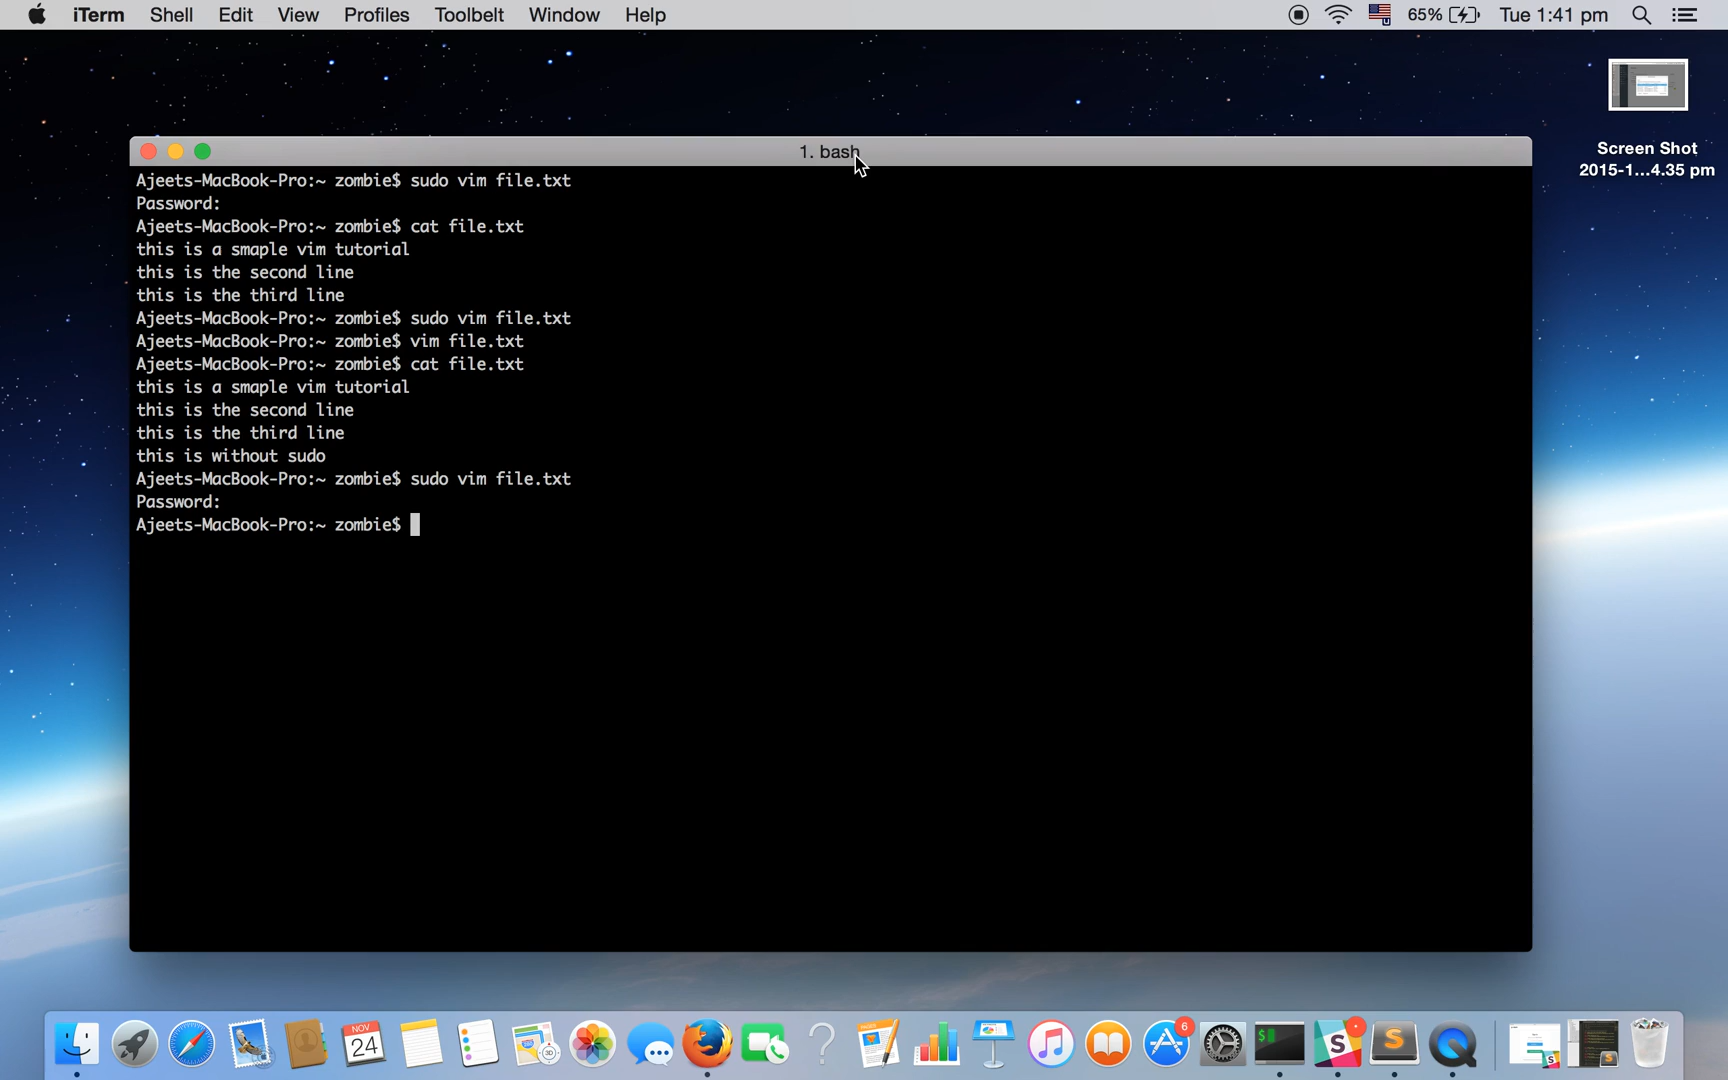 iTerm Shell Edit View Profiles Toolbelt Window Help 65% Tue 1:41 pm
Screen Shot
2015-1...4.35 pm
1. bash
Ajeets-MacBook-Pro:~ zombie$ sudo vim file.txt
Password:
Ajeets-MacBook-Pro:~ zombie$ cat file.txt
this is a smaple vim tutorial
this is the second line
this is the third line
Ajeets-MacBook-Pro:~ zombie$ sudo vim file.txt
Ajeets-MacBook-Pro:~ zombie$ vim file.txt
Ajeets-MacBook-Pro:~ zombie$ cat file.txt
this is a smaple vim tutorial
this is the second line
this is the third line
this is without sudo
Ajeets-MacBook-Pro:~ zombie$ sudo vim file.txt
Password:
Ajeets-MacBook-Pro:~ zombie$
NOV
24
3D
PAGES
6
$
S
S